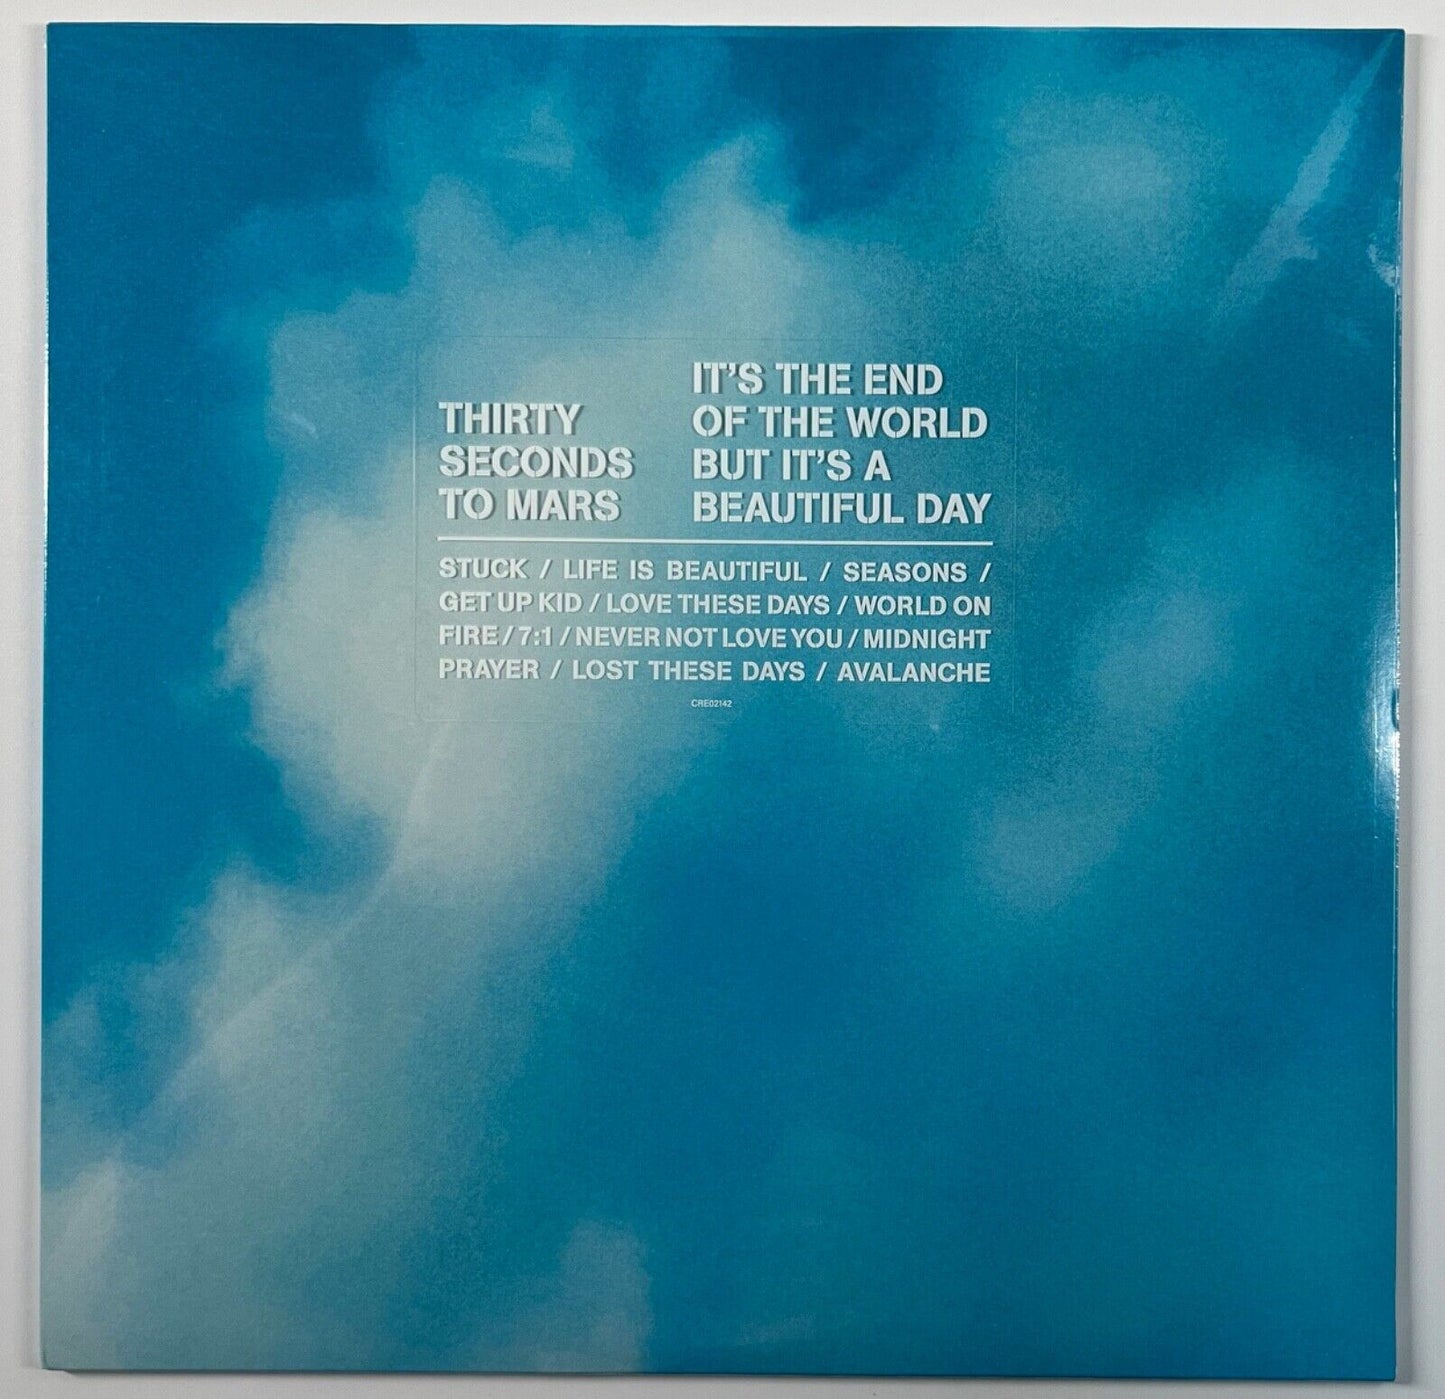 THIRTY
SECONDS
TO MARS
IT'S THE END
OF THE WORLD
BUT IT'S A
BEAUTIFUL DAY
STUCK / LIFE IS BEAUTIFUL / SEASONS /
GET UP KID / LOVE THESE DAYS / WORLD ON
FIRE / 7:1 / NEVER NOT LOVE YOU / MIDNIGHT
PRAYER / LOST THESE DAYS / AVALANCHE
CRE02142